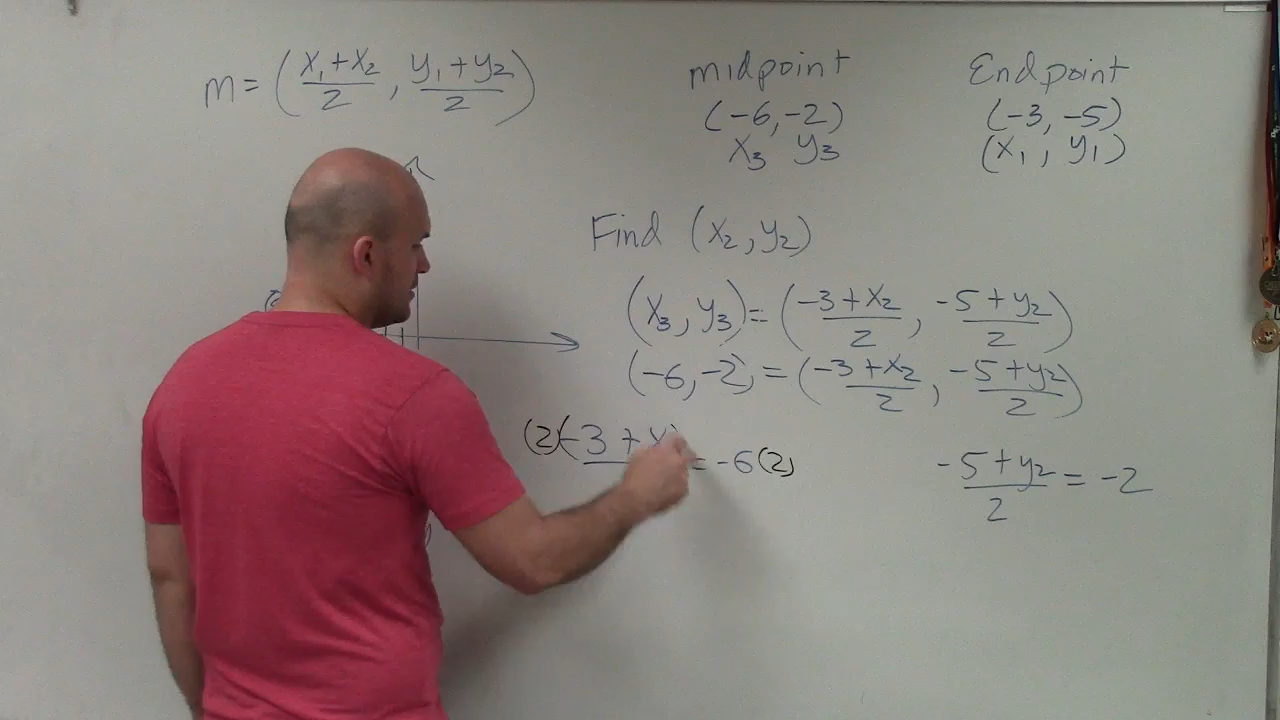 m = (x₁ + x₂ / 2 , y₁ + y₂ / 2)
midpoint
(-6, -2)
x₃ y₃
Endpoint
(-3, -5)
(x₁, y₁)
Find (x₂, y₂)
(x₃, y₃) = (-3 + x₂ / 2 , -5 + y₂ / 2)
(-6, -2) = (-3 + x₂ / 2 , -5 + y₂ / 2)
(2)(-3 + x = -6(2)
-5 + y₂ / 2 = -2